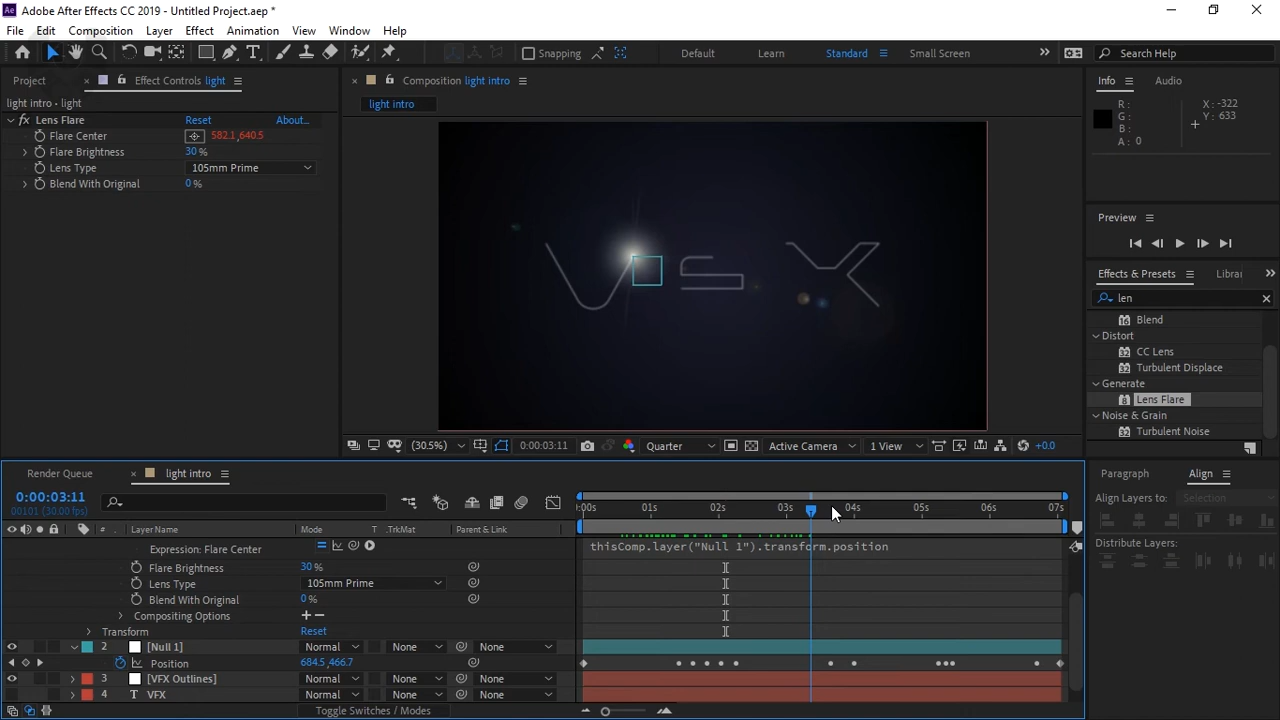 Adobe After Effects CC 2019 - Untitled Project.aep *
File Edit Composition Layer Effect Animation View Window Help
Snapping
Default Learn Standard Small Screen
Search Help
Project
Effect Controls light
Composition light intro
Info
Audio
light intro • light
light intro
fx Lens Flare Reset About...
Flare Center 582.1,640.5
Flare Brightness 30 %
Lens Type 105mm Prime
Blend With Original 0 %
R :
G :
B :
A : 0
X: -322
Y: 633
Preview
Effects & Presets
Librai
len
Blend
Distort
CC Lens
Turbulent Displace
Generate
Lens Flare
Noise & Grain
Turbulent Noise
(30.5%) 0:00:03:11 Quarter Active Camera 1 View +0.0
Render Queue
light intro
Paragraph
Align
0:00:03:11
00101 (30.00 fps)
Align Layers to: Selection
Distribute Layers:
:00s 01s 02s 03s 04s 05s 06s 07s
# Layer Name Mode T .TrkMat Parent & Link
Expression: Flare Center
thisComp.layer("Null 1").transform.position
Flare Brightness 30 %
Lens Type 105mm Prime
Blend With Original 0 %
Compositing Options + −
Transform Reset
2 [Null 1] Normal None None
Position 684.5,466.7
3 [VFX Outlines] Normal None None
4 T VFX Normal None None
Toggle Switches / Modes